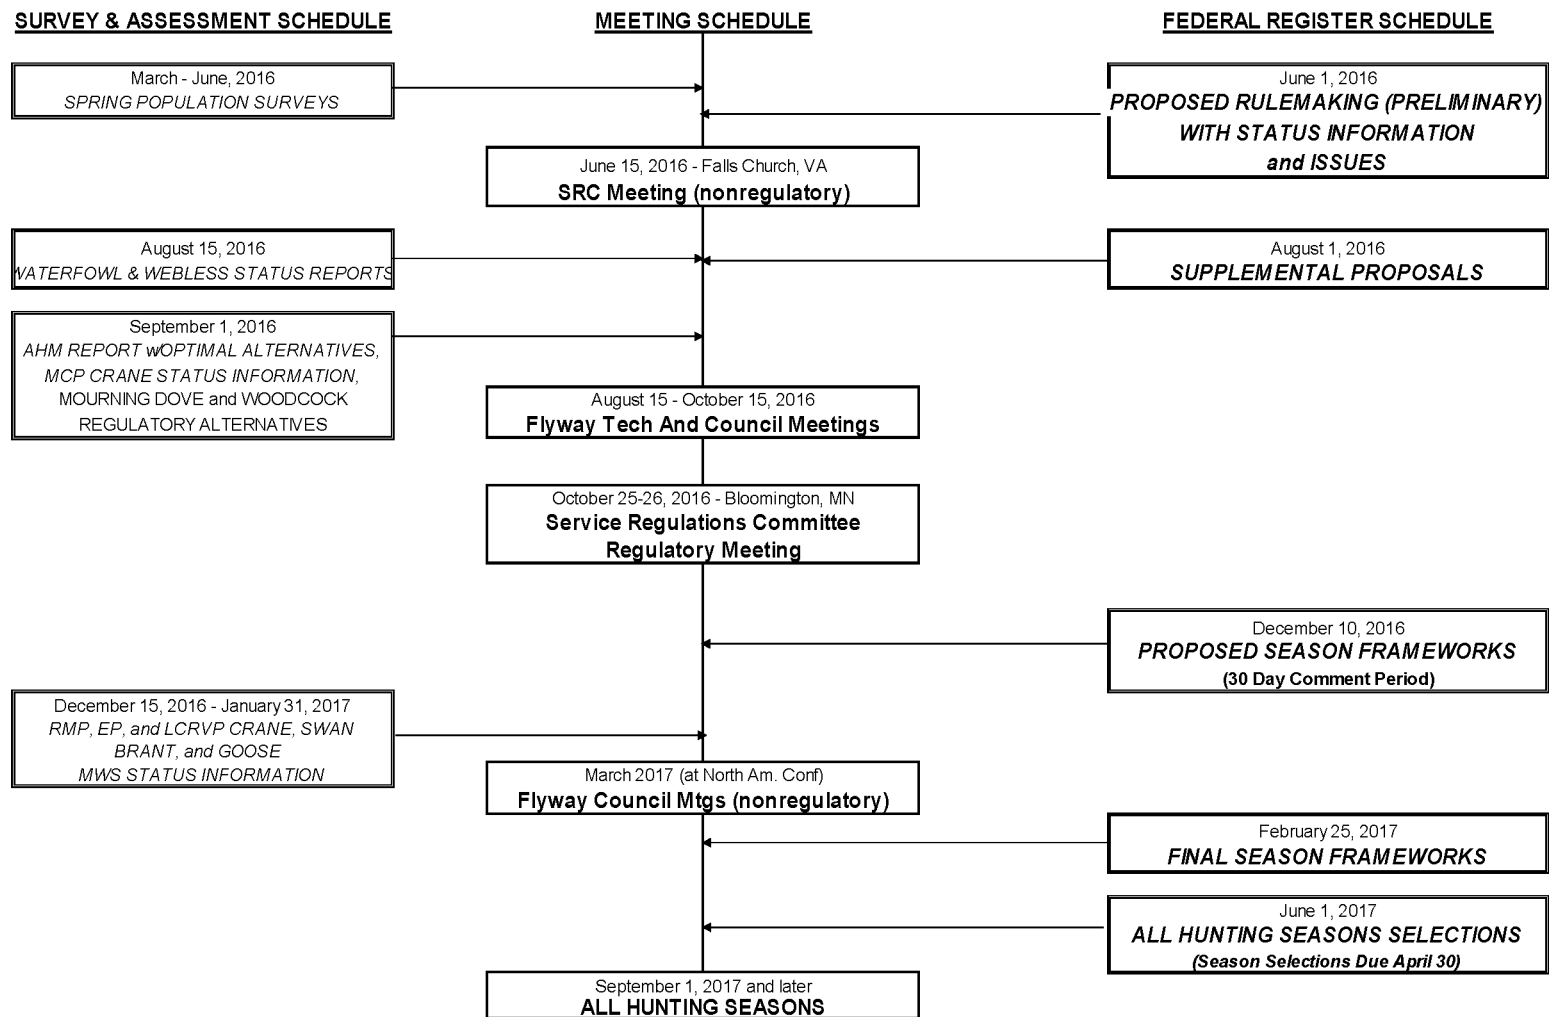 SURVEY & ASSESSMENT SCHEDULE
MEETING SCHEDULE
FEDERAL REGISTER SCHEDULE
March - June, 2016
SPRING POPULATION SURVEYS
June 1, 2016
PROPOSED RULEMAKING (PRELIMINARY)
WITH STATUS INFORMATION
and ISSUES
June 15, 2016 - Falls Church, VA
SRC Meeting (nonregulatory)
August 15, 2016
WATERFOWL & WEBLESS STATUS REPORTS
August 1, 2016
SUPPLEMENTAL PROPOSALS
September 1, 2016
AHM REPORT w/OPTIMAL ALTERNATIVES,
MCP CRANE STATUS INFORMATION,
MOURNING DOVE and WOODCOCK
REGULATORY ALTERNATIVES
August 15 - October 15, 2016
Flyway Tech And Council Meetings
October 25-26, 2016 - Bloomington, MN
Service Regulations Committee
Regulatory Meeting
December 10, 2016
PROPOSED SEASON FRAMEWORKS
(30 Day Comment Period)
December 15, 2016 - January 31, 2017
RMP, EP, and LCRVP CRANE, SWAN
BRANT, and GOOSE
MWS STATUS INFORMATION
March 2017 (at North Am. Conf)
Flyway Council Mtgs (nonregulatory)
February 25, 2017
FINAL SEASON FRAMEWORKS
June 1, 2017
ALL HUNTING SEASONS SELECTIONS
(Season Selections Due April 30)
September 1, 2017 and later
ALL HUNTING SEASONS